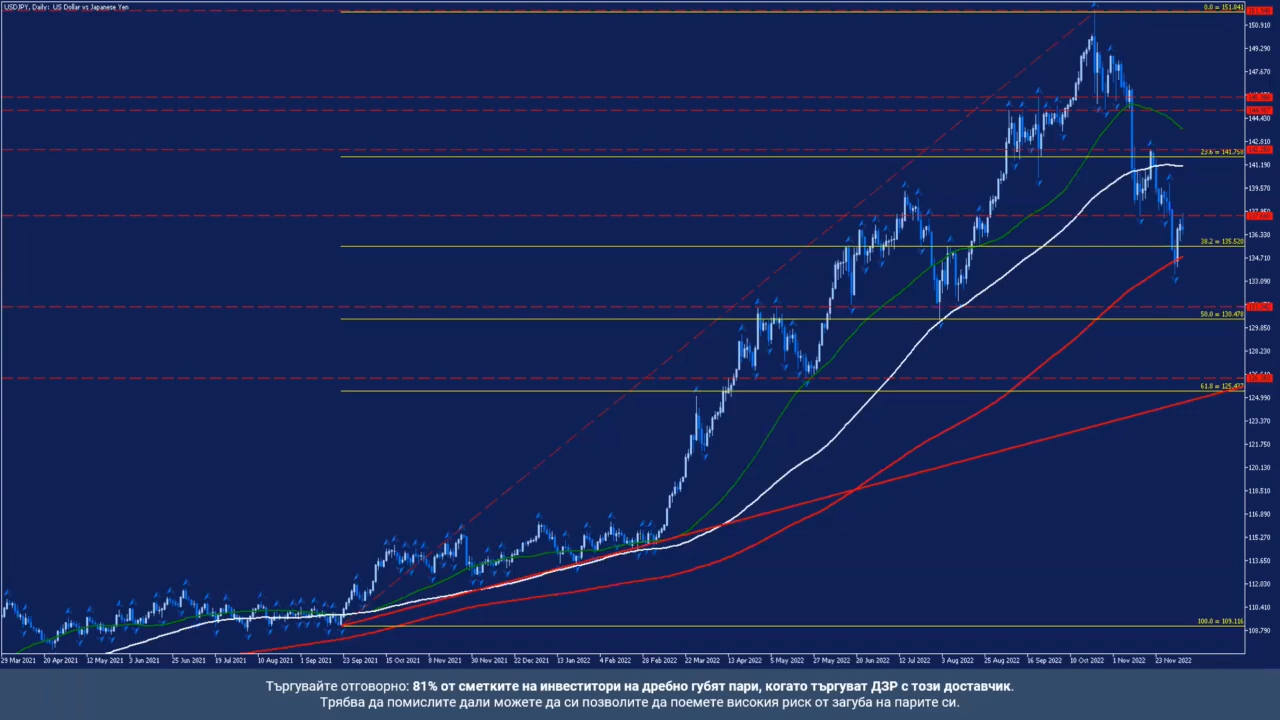 USDJPY, Daily: US Dollar vs Japanese Yen
0.0 = 151.941
150.910
149.290
147.670
144.430
142.810
23.6 = 141.758
141.190
139.570
137.950
136.330
38.2 = 135.520
134.710
133.090
50.0 = 130.478
129.850
128.230
61.8 = 125.437
124.990
123.370
121.750
120.130
118.510
116.890
115.270
113.650
112.030
110.410
100.0 = 109.116
108.790
29 Mar 2021 20 Apr 2021 12 May 2021 3 Jun 2021 25 Jun 2021 19 Jul 2021 10 Aug 2021 1 Sep 2021 23 Sep 2021 15 Oct 2021 8 Nov 2021 30 Nov 2021 22 Dec 2021 13 Jan 2022 4 Feb 2022 28 Feb 2022 22 Mar 2022 13 Apr 2022 5 May 2022 27 May 2022 20 Jun 2022 12 Jul 2022 3 Aug 2022 25 Aug 2022 16 Sep 2022 10 Oct 2022 1 Nov 2022 23 Nov 2022
Търгувайте отговорно: 81% от сметките на инвеститори на дребно губят пари, когато търгуват ДЗР с този доставчик.
Трябва да помислите дали можете да си позволите да поемете високия риск от загуба на парите си.